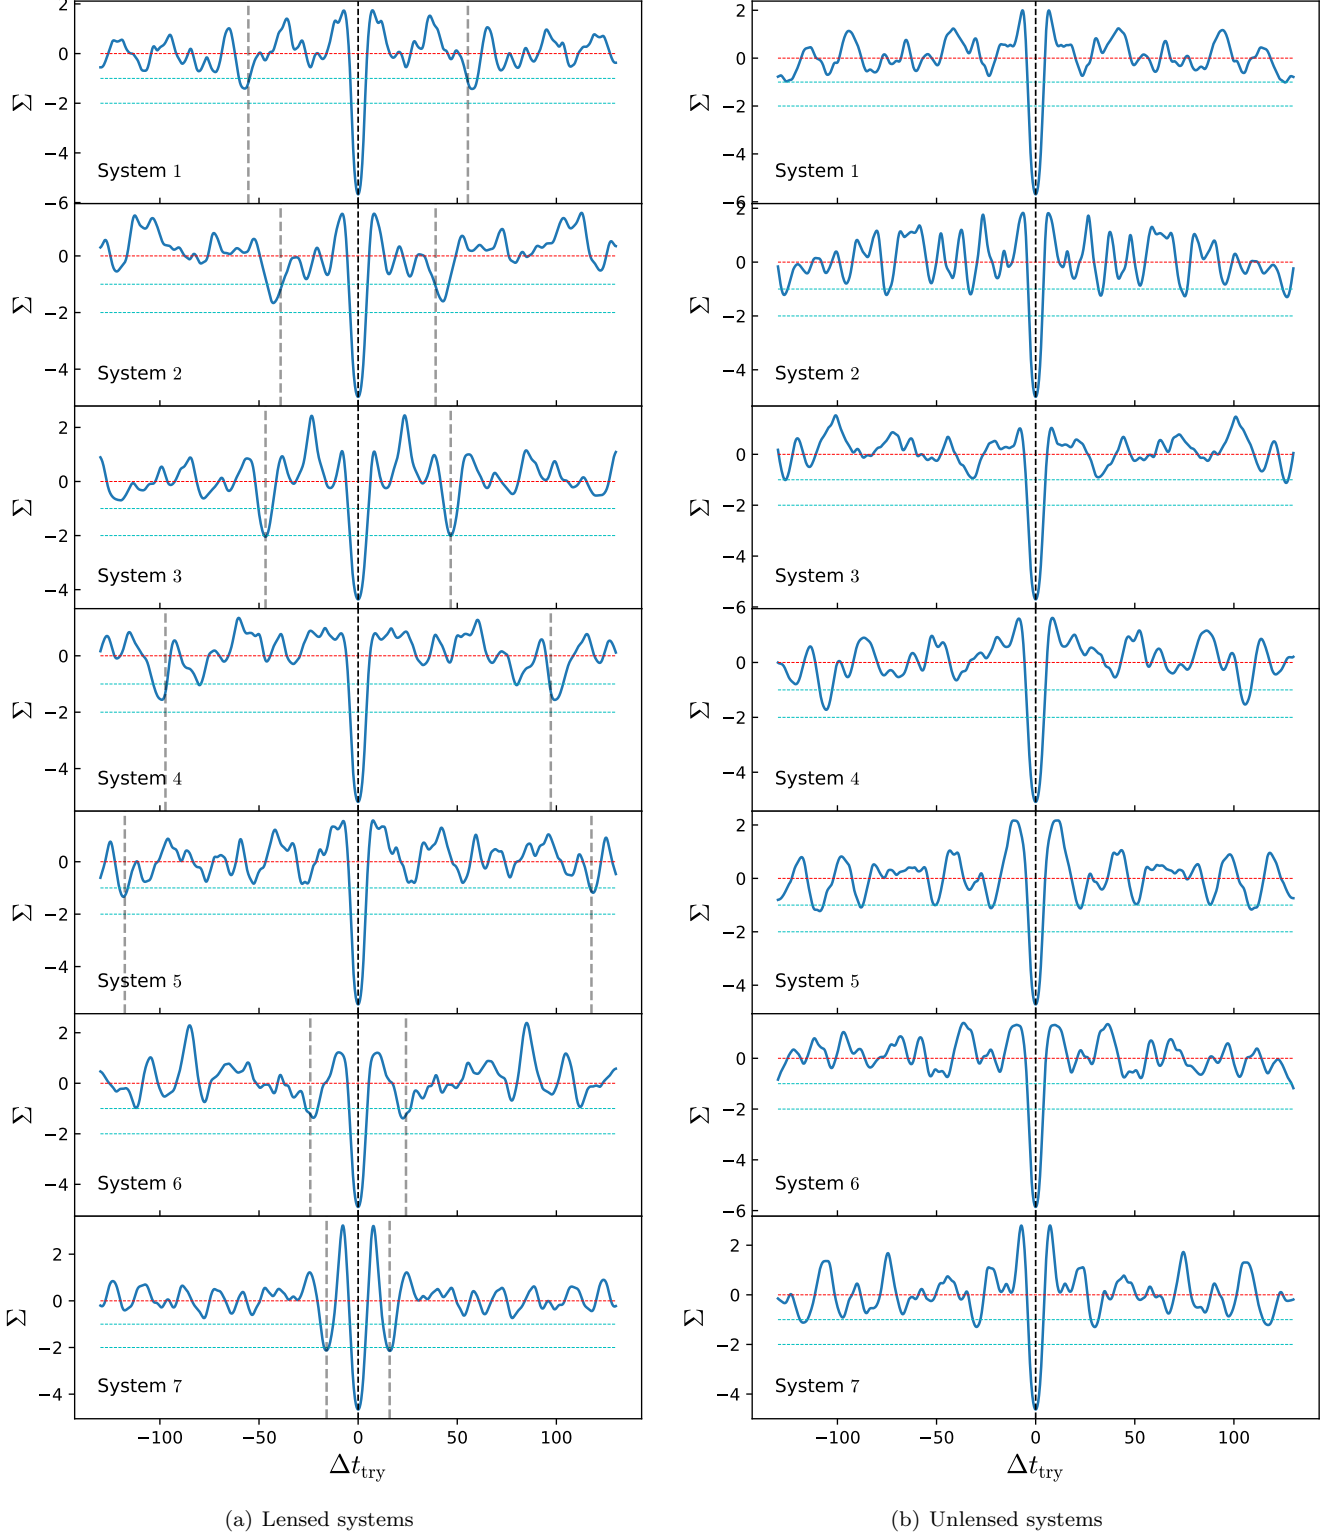 2
0
−2
−4
−6
Σ
System 1
2
0
−2
−4
−6
Σ
System 1
0
−2
−4
Σ
System 2
2
0
−2
−4
Σ
System 2
2
0
−2
−4
Σ
System 3
0
−2
−4
−6
Σ
System 3
0
−2
−4
Σ
System 4
0
−2
−4
Σ
System 4
0
−2
−4
Σ
System 5
2
0
−2
−4
Σ
System 5
2
0
−2
−4
Σ
System 6
0
−2
−4
−6
Σ
System 6
2
0
−2
−4
Σ
System 7
2
0
−2
−4
Σ
System 7
−100 −50 0 50 100
−100 −50 0 50 100
Δt_try
Δt_try
(a) Lensed systems
(b) Unlensed systems